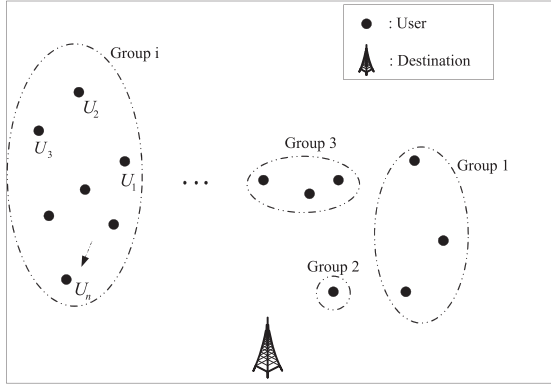 : User
: Destination
Group i
U2
U3
U1
Un
...
Group 3
Group 1
Group 2